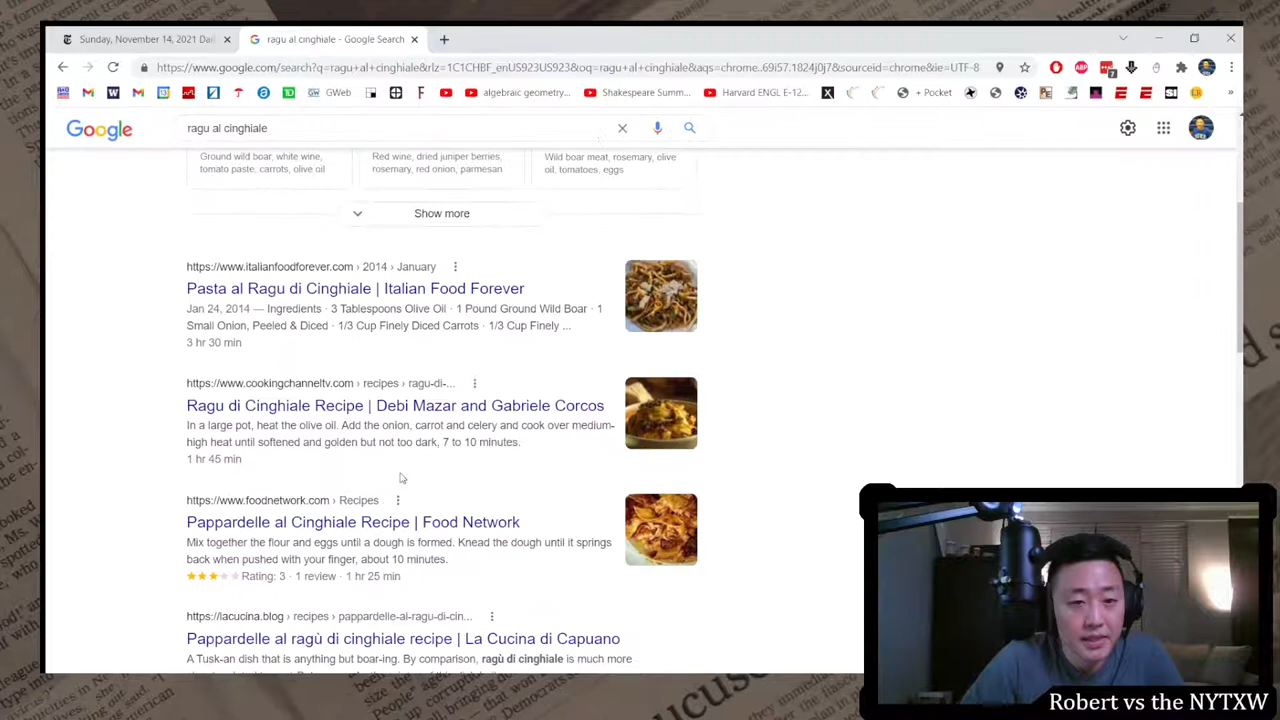 Sunday, November 14, 2021 Dai
ragu al cinghiale - Google Search
https://www.google.com/search?q=ragu+al+cinghiale&rlz=1C1CHBF_enUS923US923&oq=ragu+al+cinghiale&aqs=chrome..69i57.1824j0j7&sourceid=chrome&ie=UTF-8
GWeb
algebraic geometry...
Shakespeare Summ...
Harvard ENGL E-12...
+ Pocket
Google
ragu al cinghiale
Ground wild boar, white wine,
tomato paste, carrots, olive oil
Red wine, dried juniper berries,
rosemary, red onion, parmesan
Wild boar meat, rosemary, olive
oil, tomatoes, eggs
Show more
https://www.italianfoodforever.com › 2014 › January
Pasta al Ragu di Cinghiale | Italian Food Forever
Jan 24, 2014 — Ingredients · 3 Tablespoons Olive Oil · 1 Pound Ground Wild Boar · 1
Small Onion, Peeled & Diced · 1/3 Cup Finely Diced Carrots · 1/3 Cup Finely ...
3 hr 30 min
https://www.cookingchanneltv.com › recipes › ragu-di-...
Ragu di Cinghiale Recipe | Debi Mazar and Gabriele Corcos
In a large pot, heat the olive oil. Add the onion, carrot and celery and cook over medium-
high heat until softened and golden but not too dark, 7 to 10 minutes.
1 hr 45 min
https://www.foodnetwork.com › Recipes
Pappardelle al Cinghiale Recipe | Food Network
Mix together the flour and eggs until a dough is formed. Knead the dough until it springs
back when pushed with your finger, about 10 minutes.
Rating: 3 · 1 review · 1 hr 25 min
https://lacucina.blog › recipes › pappardelle-al-ragu-di-cin...
Pappardelle al ragù di cinghiale recipe | La Cucina di Capuano
A Tusk-an dish that is anything but boar-ing. By comparison, ragù di cinghiale is much more
Robert vs the NYTXW